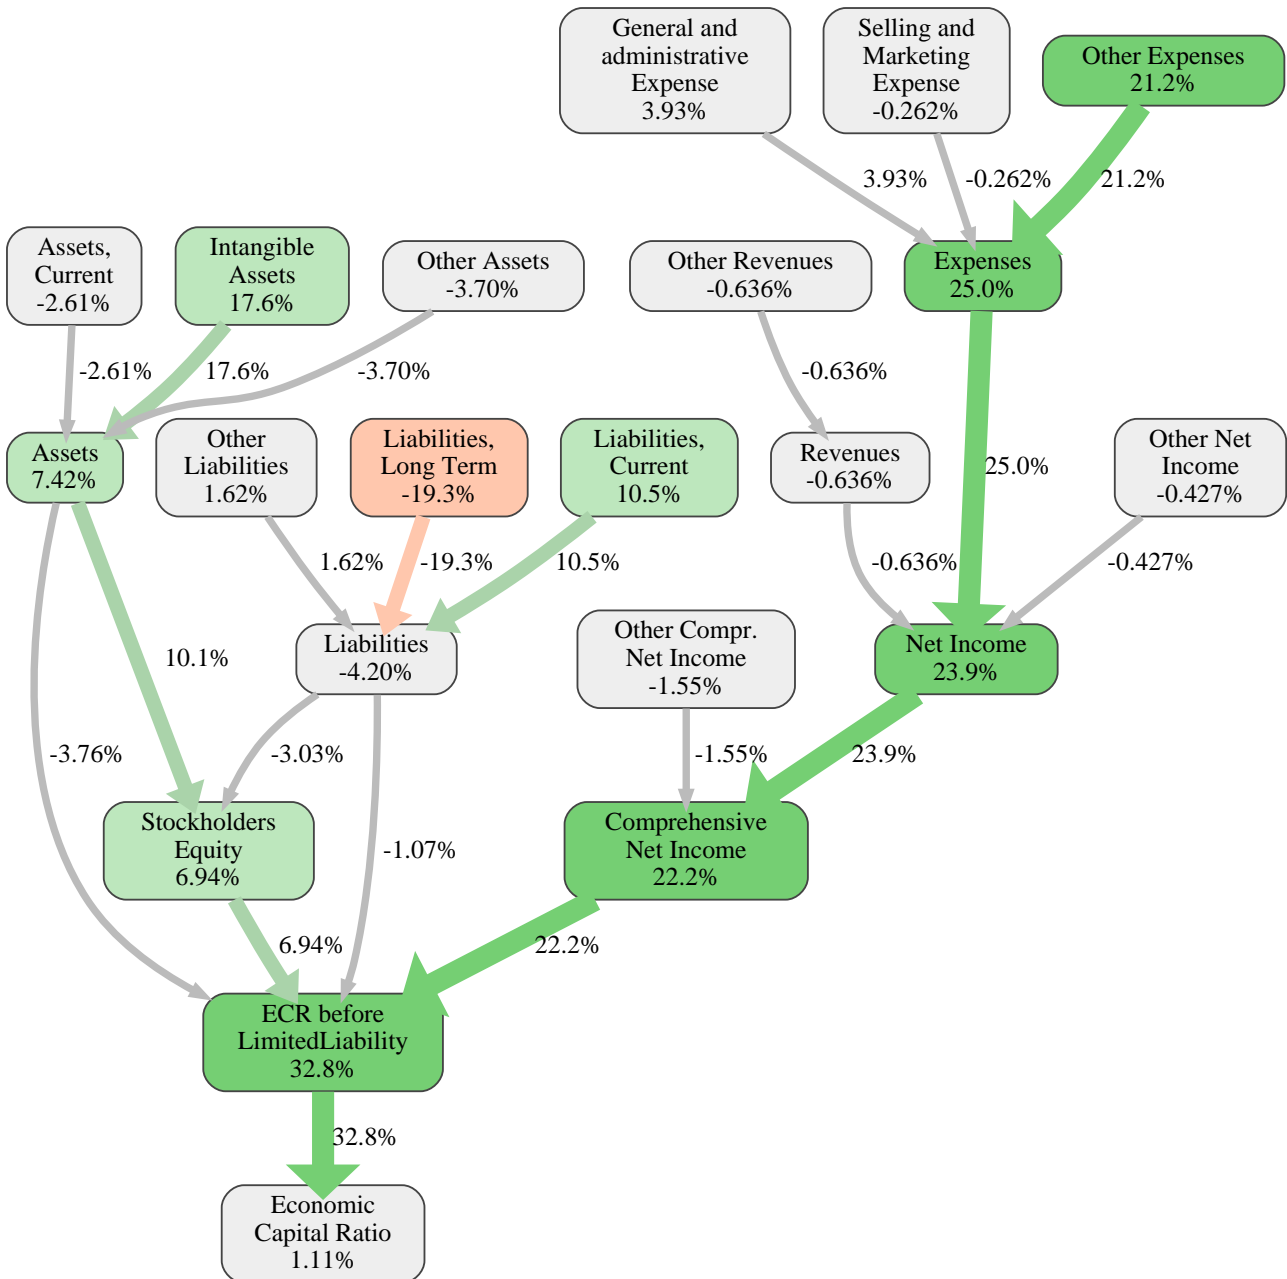 General and
administrative
Expense
3.93%
Selling and
Marketing
Expense
-0.262%
Other Expenses
21.2%
3.93%
-0.262%
21.2%
Assets,
Current
-2.61%
Intangible
Assets
17.6%
Other Assets
-3.70%
Other Revenues
-0.636%
Expenses
25.0%
-2.61%
17.6%
-3.70%
-0.636%
Assets
7.42%
Other
Liabilities
1.62%
Liabilities,
Long Term
-19.3%
Liabilities,
Current
10.5%
Revenues
-0.636%
25.0%
Other Net
Income
-0.427%
1.62%
-19.3%
10.5%
-0.636%
-0.427%
10.1%
Liabilities
-4.20%
Other Compr.
Net Income
-1.55%
Net Income
23.9%
-3.76%
-3.03%
-1.55%
23.9%
Stockholders
Equity
6.94%
-1.07%
Comprehensive
Net Income
22.2%
6.94%
22.2%
ECR before
LimitedLiability
32.8%
32.8%
Economic
Capital Ratio
1.11%